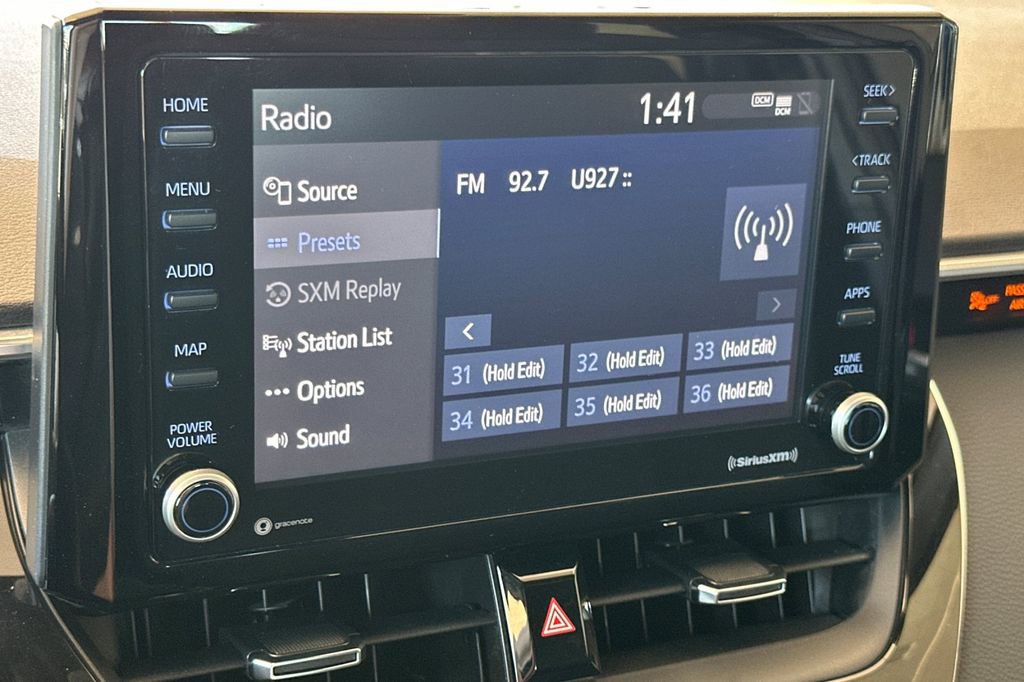 HOME
MENU
AUDIO
MAP
POWER
VOLUME
Radio
1:41
DCM
DCM
Source
Presets
SXM Replay
Station List
Options
Sound
FM 92.7 U927::
<
>
31 (Hold Edit)
32 (Hold Edit)
33 (Hold Edit)
34 (Hold Edit)
35 (Hold Edit)
36 (Hold Edit)
SEEK>
<TRACK
PHONE
APPS
TUNE
SCROLL
((SiriusXM))
gracenote
OFF